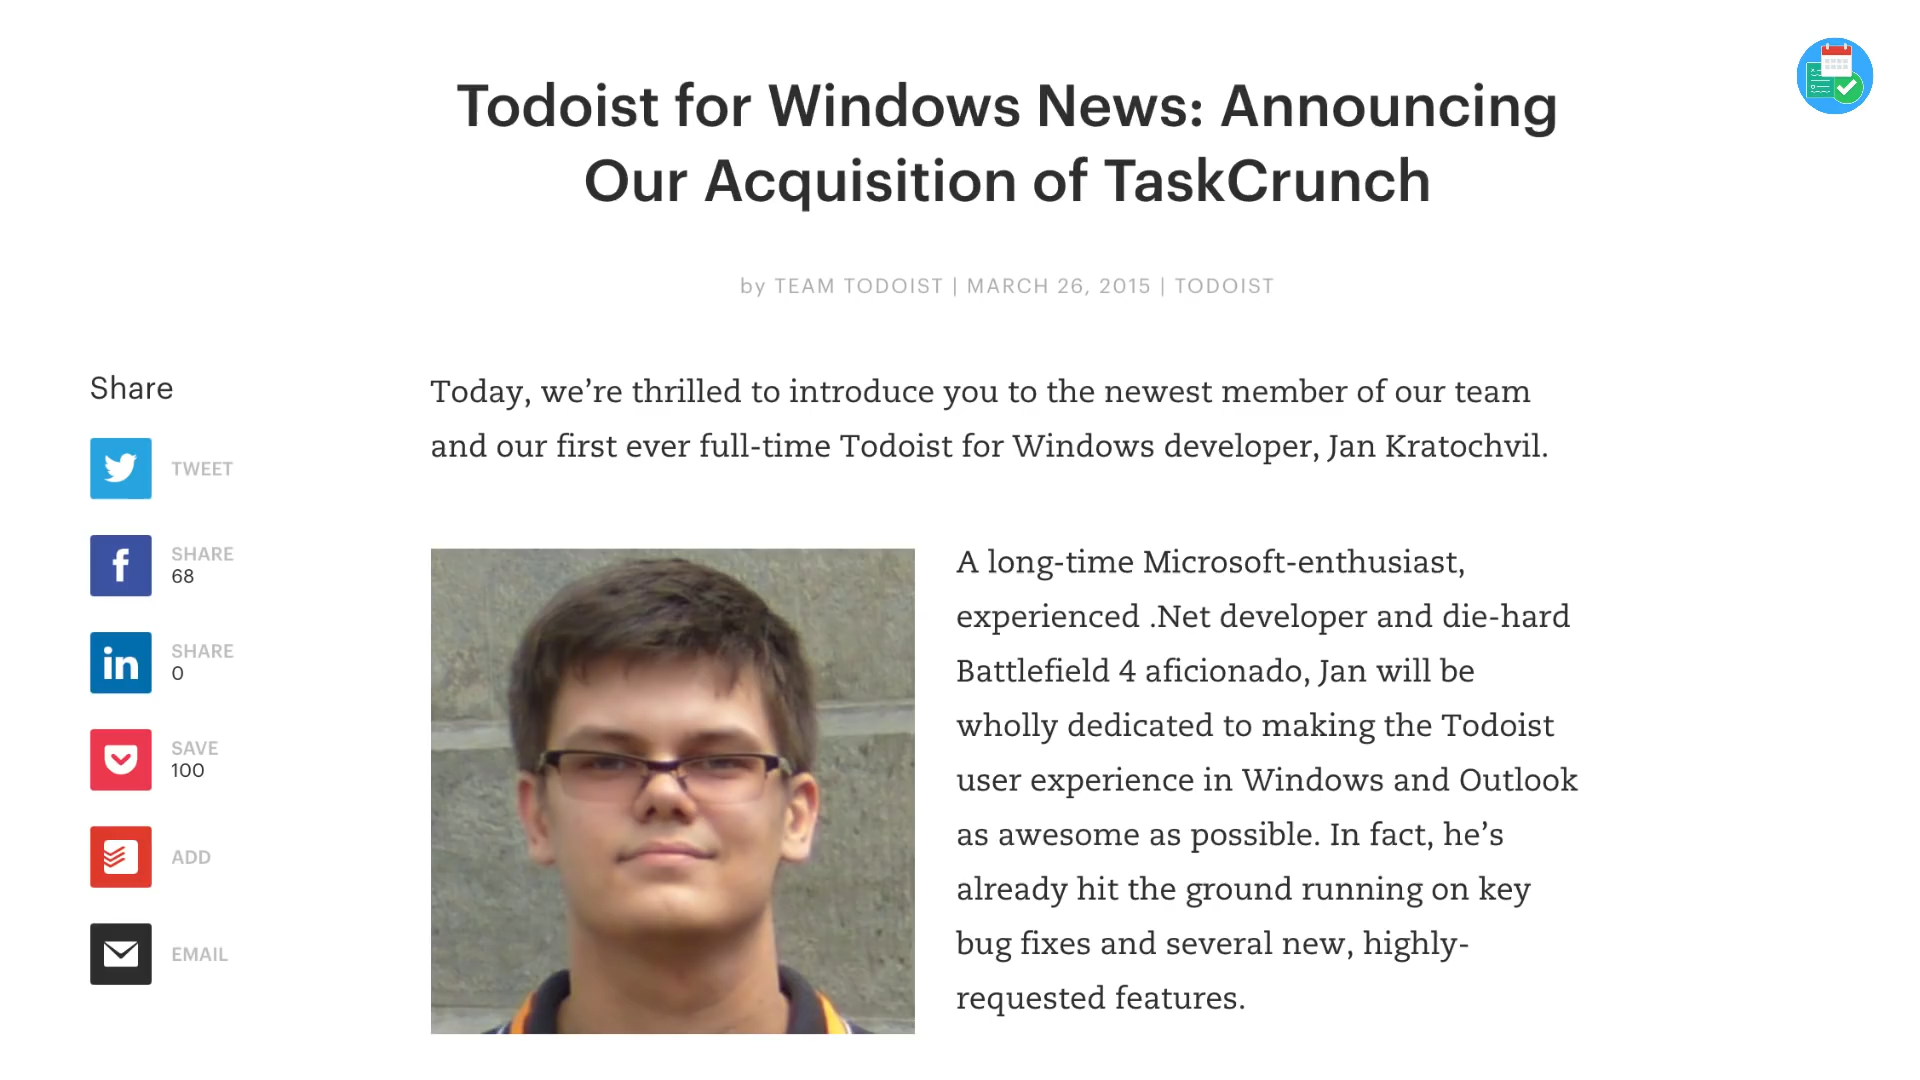 Todoist for Windows News: Announcing
Our Acquisition of TaskCrunch
by TEAM TODOIST | MARCH 26, 2015 | TODOIST
Share
TWEET
SHARE
68
SHARE
0
SAVE
100
ADD
EMAIL
Today, we’re thrilled to introduce you to the newest member of our team
and our first ever full-time Todoist for Windows developer, Jan Kratochvil.
A long-time Microsoft-enthusiast,
experienced .Net developer and die-hard
Battlefield 4 aficionado, Jan will be
wholly dedicated to making the Todoist
user experience in Windows and Outlook
as awesome as possible. In fact, he’s
already hit the ground running on key
bug fixes and several new, highly-
requested features.